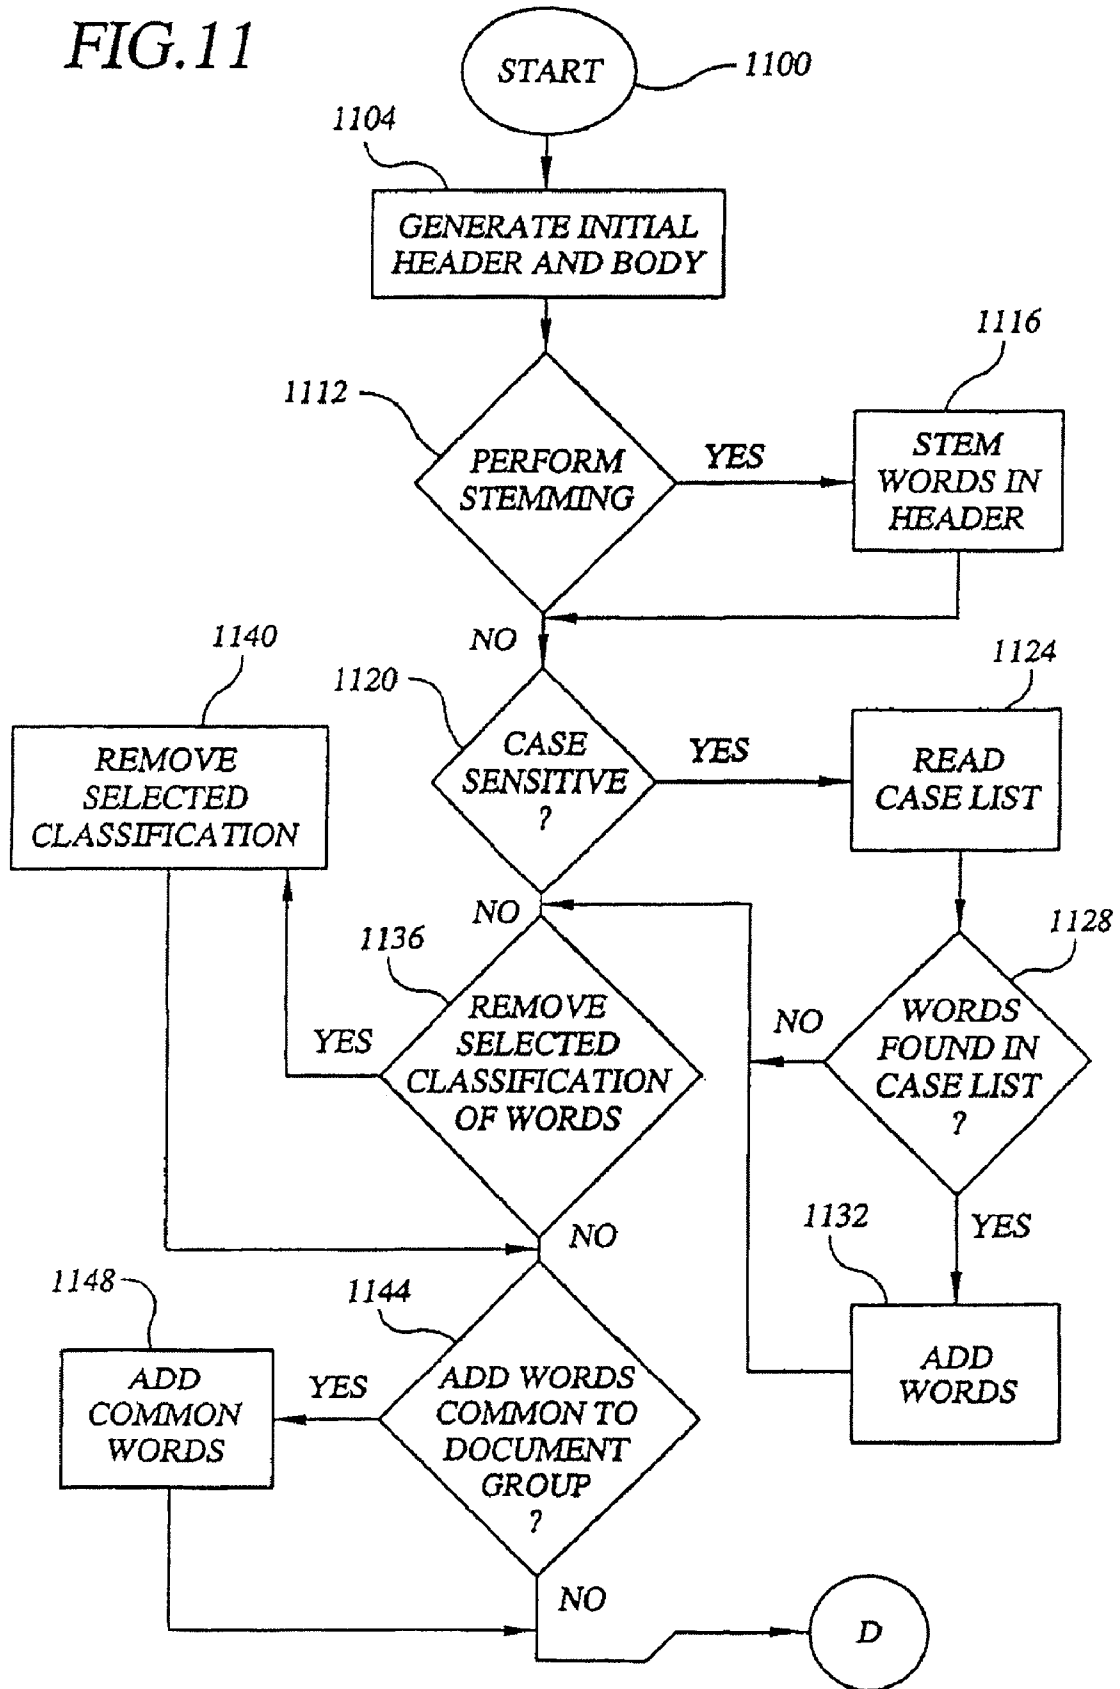 FIG.11
START
1100
1104
GENERATE INITIAL
HEADER AND BODY
1116
1112
PERFORM
STEMMING
YES
STEM
WORDS IN
HEADER
NO
1140
1124
1120
REMOVE
SELECTED
CLASSIFICATION
CASE
SENSITIVE
?
YES
READ
CASE LIST
NO
1128
1136
REMOVE
SELECTED
CLASSIFICATION
OF WORDS
YES
NO
WORDS
FOUND IN
CASE LIST
?
YES
NO
1132
1148
1144
ADD
COMMON
WORDS
YES
ADD WORDS
COMMON TO
DOCUMENT
GROUP
?
ADD
WORDS
NO
D